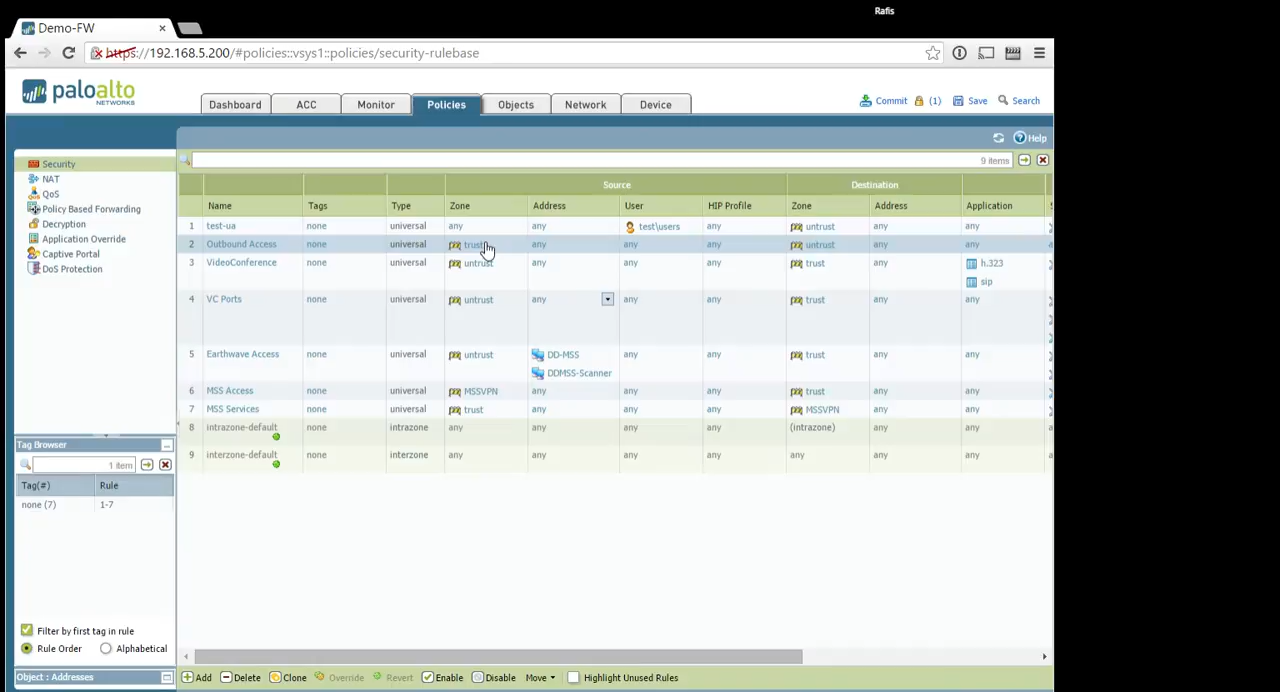 Rafis
Demo-FW
https://192.168.5.200/#policies::vsys1::policies/security-rulebase
paloalto
NETWORKS
Dashboard ACC Monitor Policies Objects Network Device
Commit (1) Save Search
Help
Security
NAT
QoS
Policy Based Forwarding
Decryption
Application Override
Captive Portal
DoS Protection
9 items
Source Destination
Name Tags Type Zone Address User HIP Profile Zone Address Application
1 test-ua none universal any any test\users any untrust any any
2 Outbound Access none universal trust any any any untrust any any
3 VideoConference none universal untrust any any any trust any h.323
sip
4 VC Ports none universal untrust any any any trust any any
5 Earthwave Access none universal untrust DD-MSS any any trust any any
DDMSS-Scanner
6 MSS Access none universal MSSVPN any any any trust any any
7 MSS Services none universal trust any any any MSSVPN any any
8 intrazone-default none intrazone any any any any (intrazone) any any
9 interzone-default none interzone any any any any any any any
Tag Browser
1 item
Tag(#) Rule
none (7) 1-7
Filter by first tag in rule
Rule Order Alphabetical
Object : Addresses
Add Delete Clone Override Revert Enable Disable Move Highlight Unused Rules